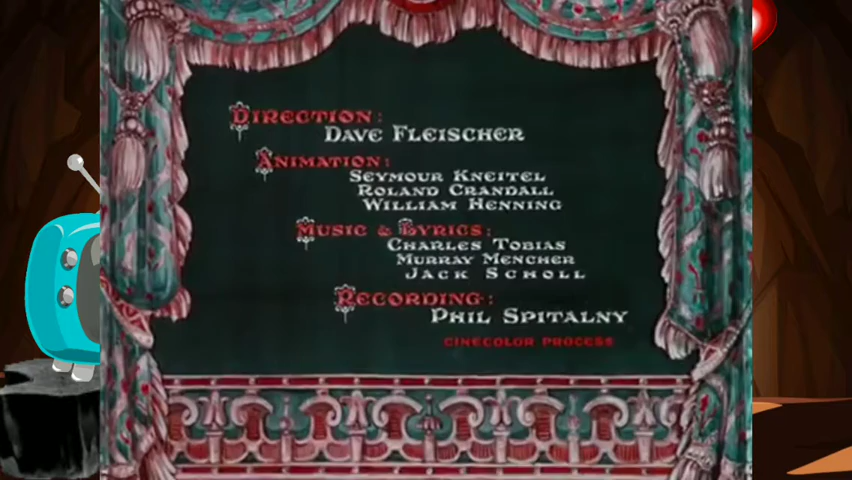 DIRECTION:
DAVE FLEISCHER
ANIMATION:
SEYMOUR KNEITEL
ROLAND CRANDALL
WILLIAM HENNING
MUSIC & LYRICS:
CHARLES TOBIAS
MURRAY MENCHER
JACK SCHOLL
RECORDING:
PHIL SPITALNY
CINECOLOR PROCESS